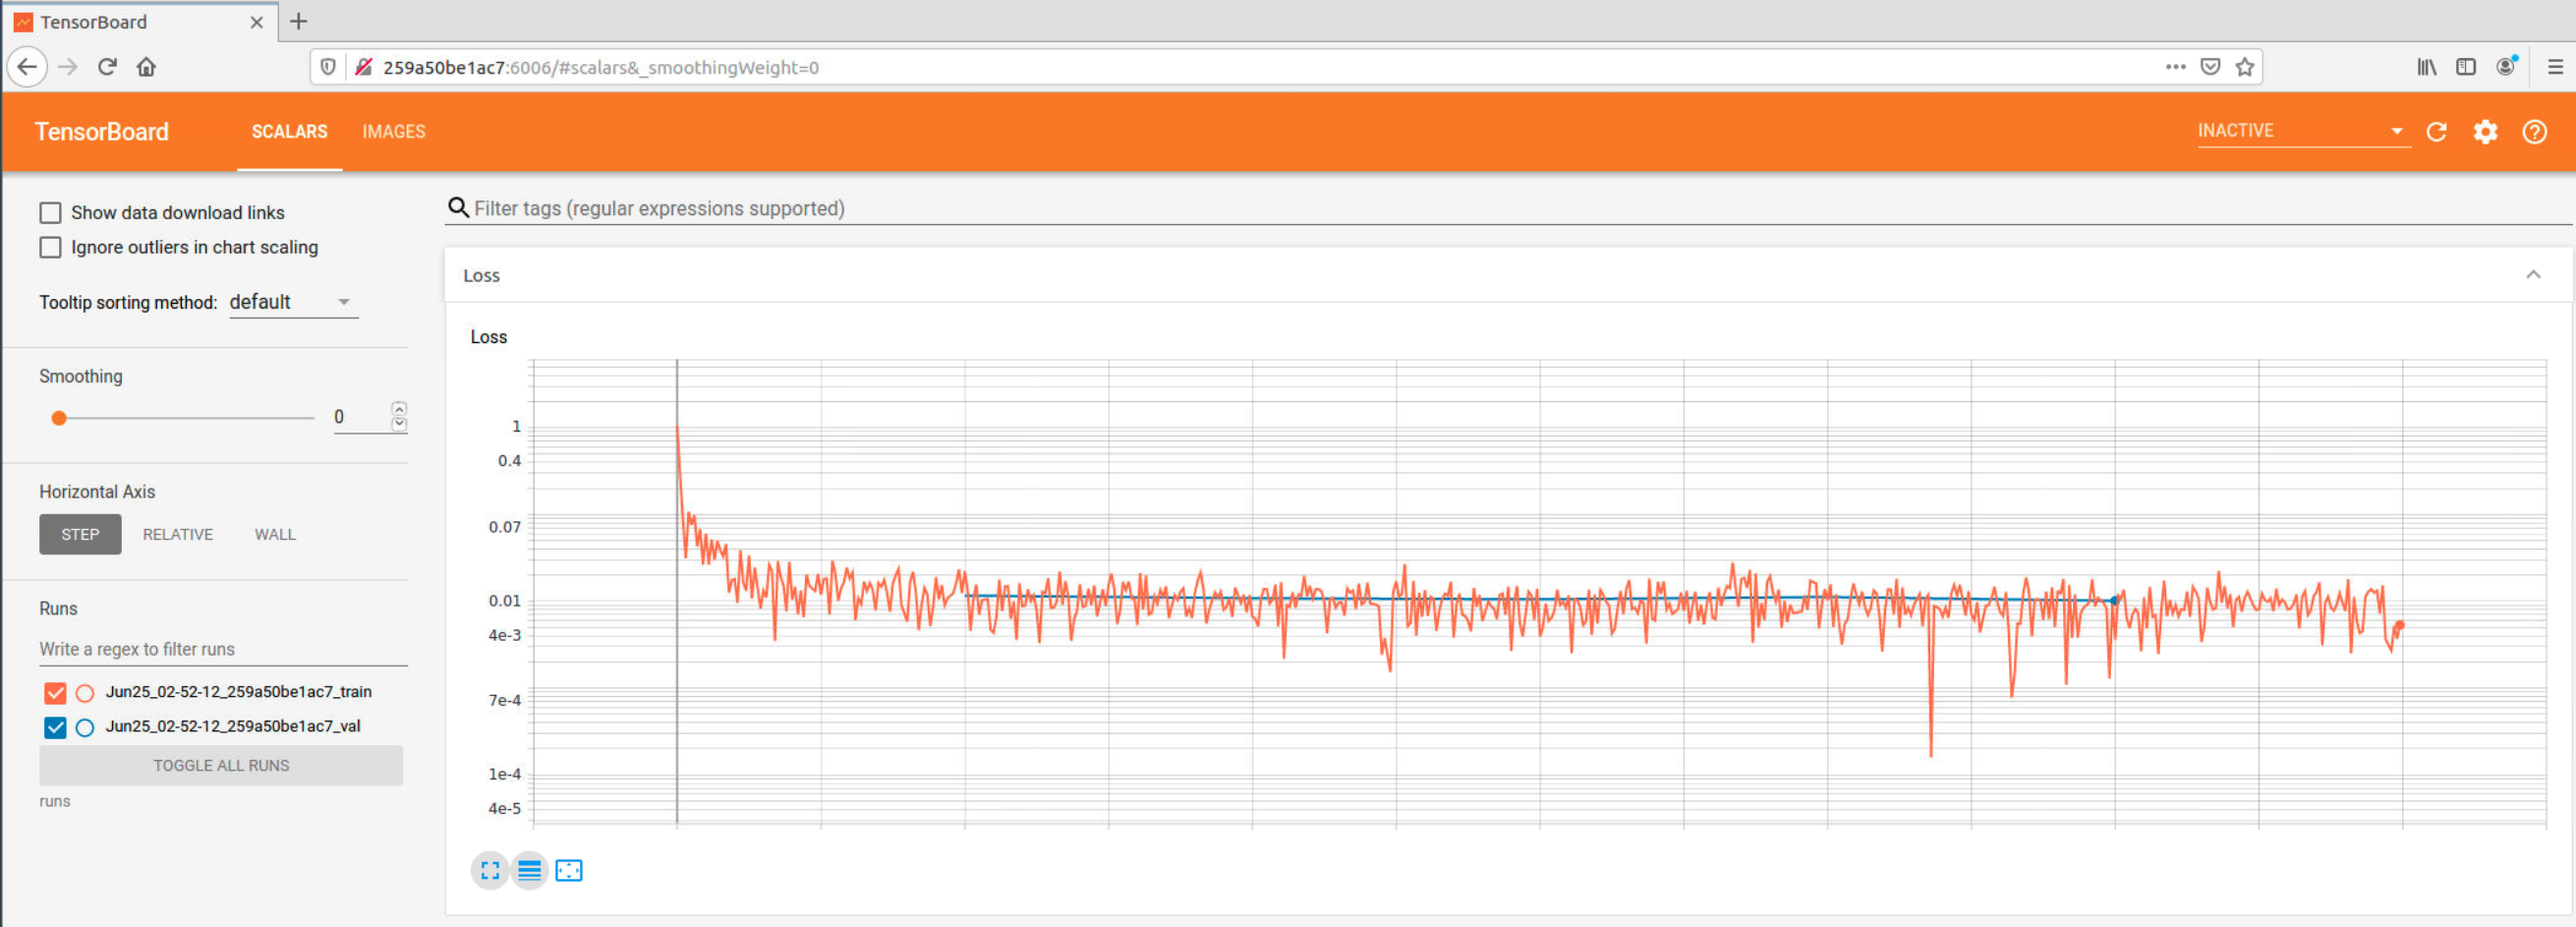 TensorBoard
259a50be1ac7:6006/#scalars&_smoothingWeight=0
TensorBoard
SCALARS
IMAGES
INACTIVE
Show data download links
Ignore outliers in chart scaling
Tooltip sorting method: default
Smoothing
0
Horizontal Axis
STEP
RELATIVE
WALL
Runs
Write a regex to filter runs
Jun25_02-52-12_259a50be1ac7_train
Jun25_02-52-12_259a50be1ac7_val
TOGGLE ALL RUNS
runs
Filter tags (regular expressions supported)
Loss
Loss
1
0.4
0.07
0.01
4e-3
7e-4
1e-4
4e-5